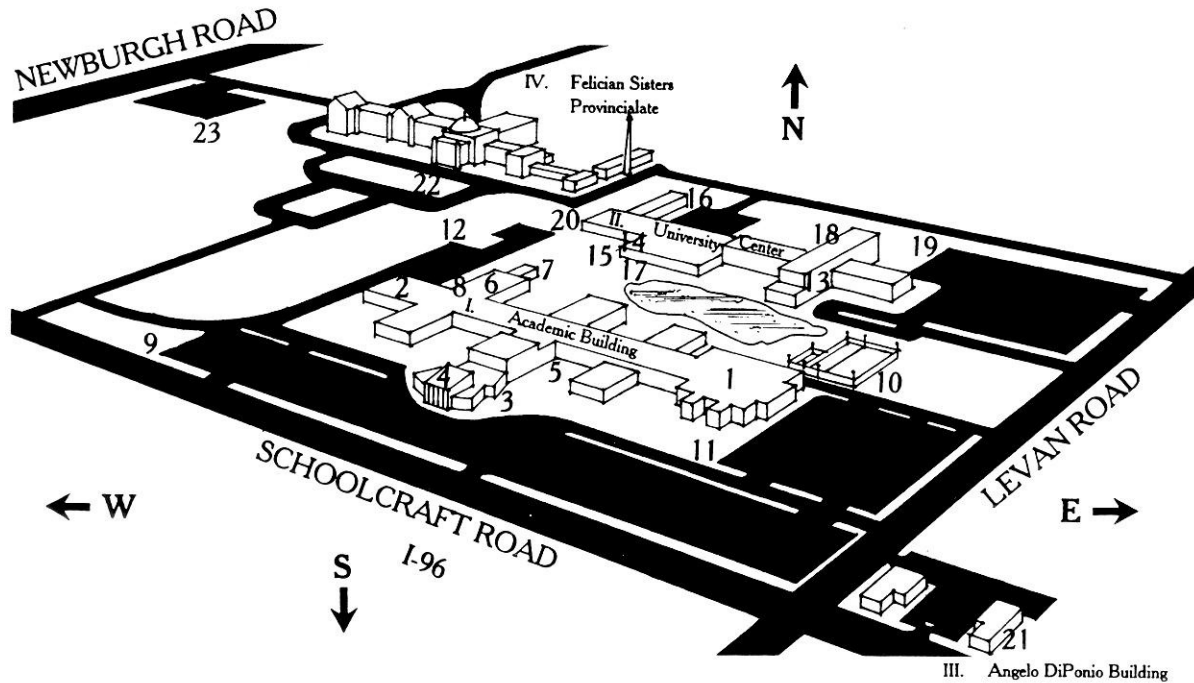 NEWBURGH ROAD
IV. Felician Sisters
Provincialate
N
23
22
16
20
II. University Center
18
19
12
14
15
17
13
7
6
8
2
I. Academic Building
9
4
5
3
1
10
11
LEVAN ROAD
SCHOOLCRAFT ROAD
W
E
I-96
S
21
III. Angelo DiPonio Building